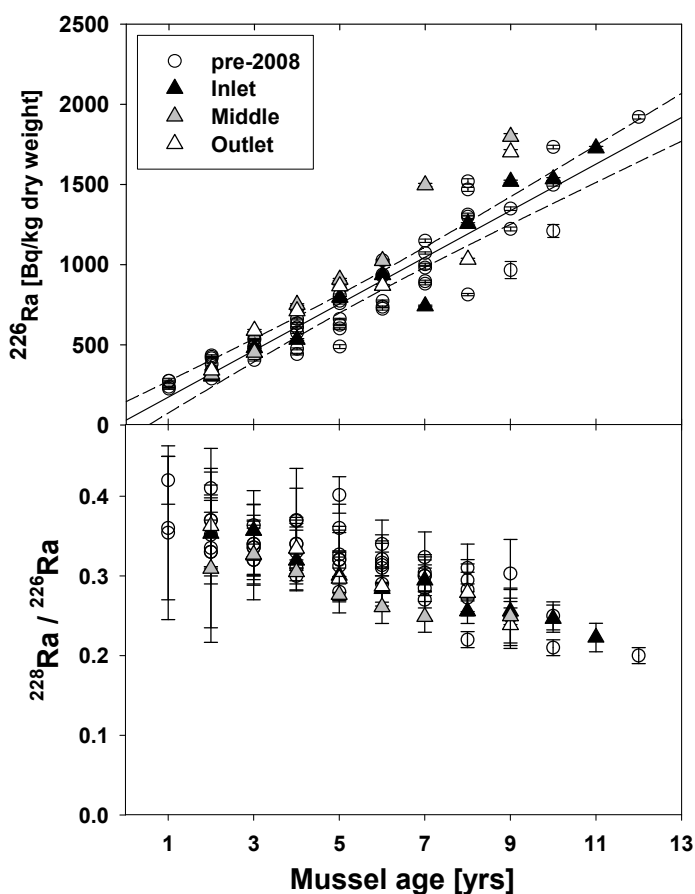 2500
2000
1500
1000
500
0
²²⁶Ra [Bq/kg dry weight]
pre-2008
Inlet
Middle
Outlet
0.4
0.3
0.2
0.1
0.0
²²⁸Ra / ²²⁶Ra
1 3 5 7 9 11 13
Mussel age [yrs]